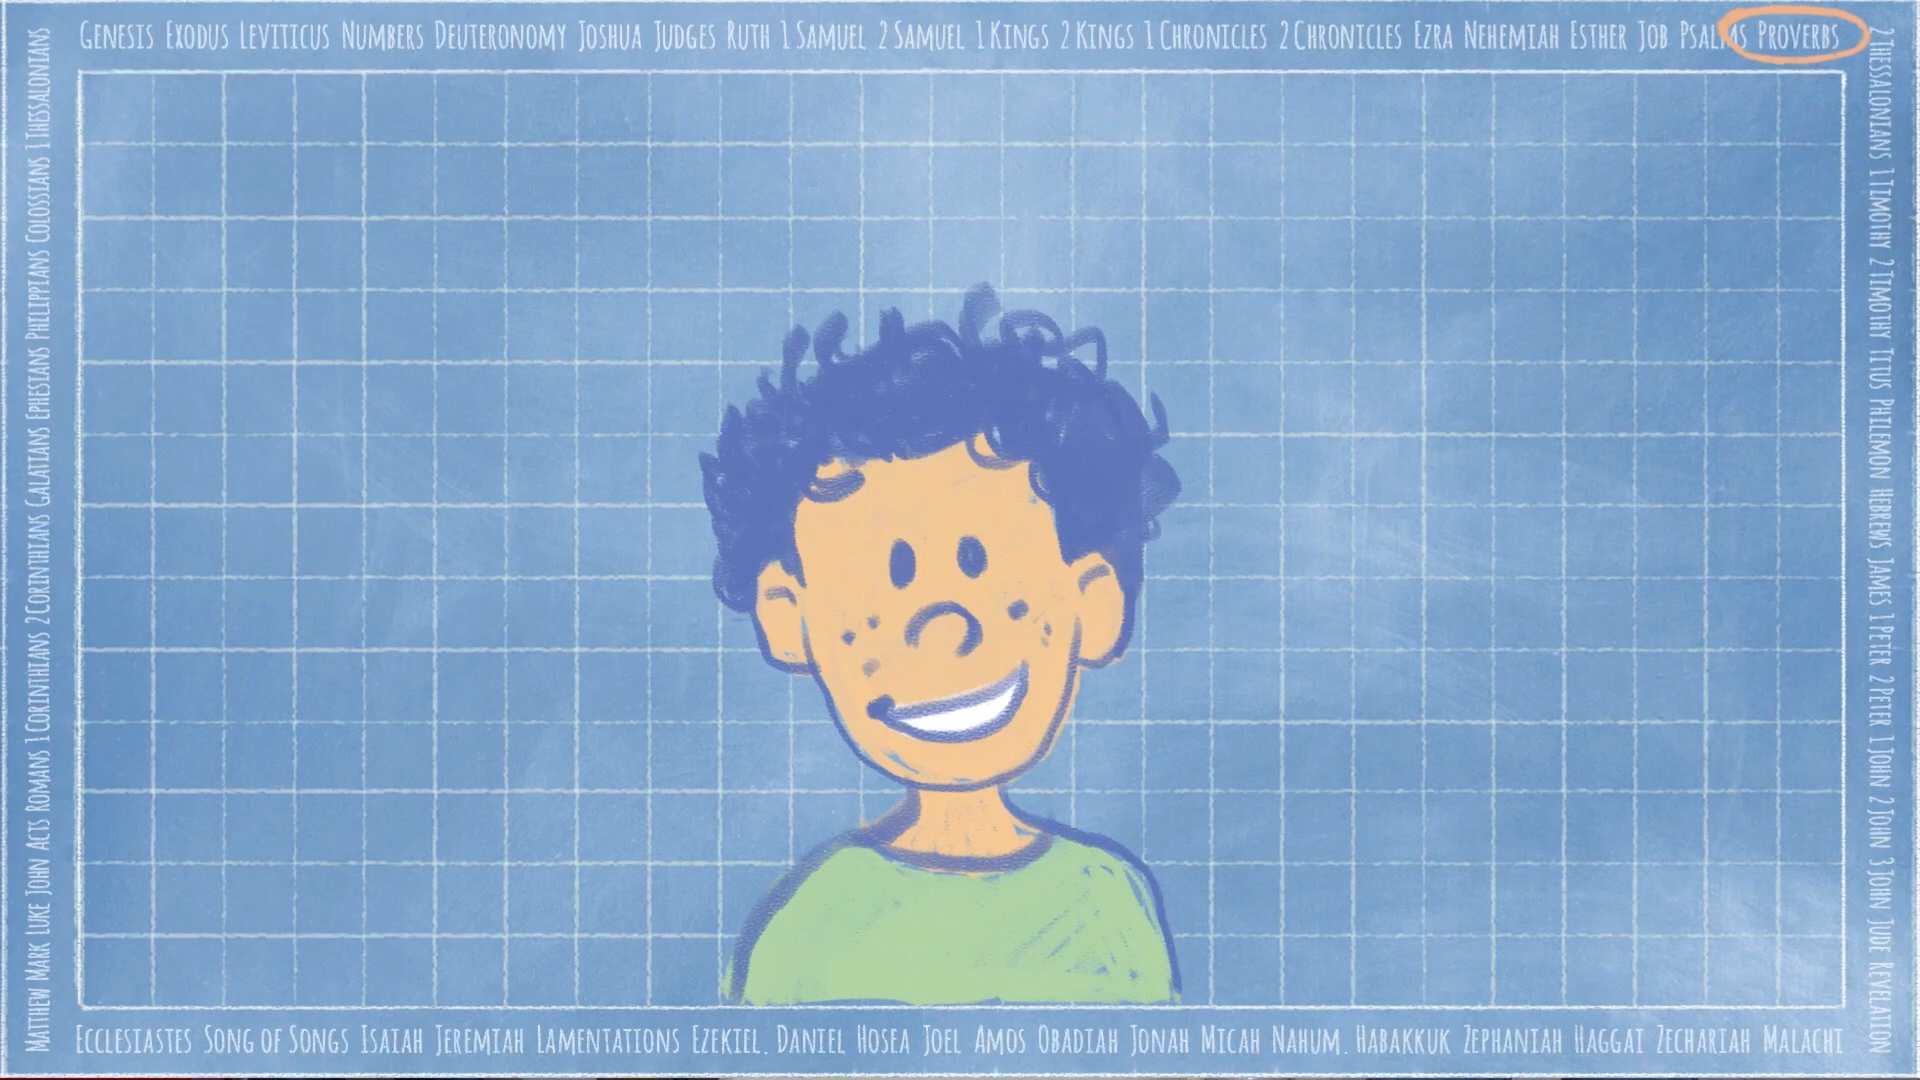 GENESIS EXODUS LEVITICUS NUMBERS DEUTERONOMY JOSHUA JUDGES RUTH 1 SAMUEL 2 SAMUEL 1 KINGS 2 KINGS 1 CHRONICLES 2 CHRONICLES EZRA NEHEMIAH ESTHER JOB PSALMS PROVERBS
ECCLESIASTES SONG OF SONGS ISAIAH JEREMIAH LAMENTATIONS EZEKIEL. DANIEL HOSEA JOEL AMOS OBADIAH JONAH MICAH NAHUM. HABAKKUK ZEPHANIAH HAGGAI ZECHARIAH MALACHI
MATTHEW MARK LUKE JOHN ACTS ROMANS 1 CORINTHIANS 2 CORINTHIANS GALATIANS EPHESIANS PHILIPPIANS COLOSSIANS 1 THESSALONIANS
2 THESSALONIANS 1 TIMOTHY 2 TIMOTHY TITUS PHILEMON HEBREWS JAMES 1 PETER 2 PETER 1 JOHN 2 JOHN 3 JOHN JUDE REVELATION